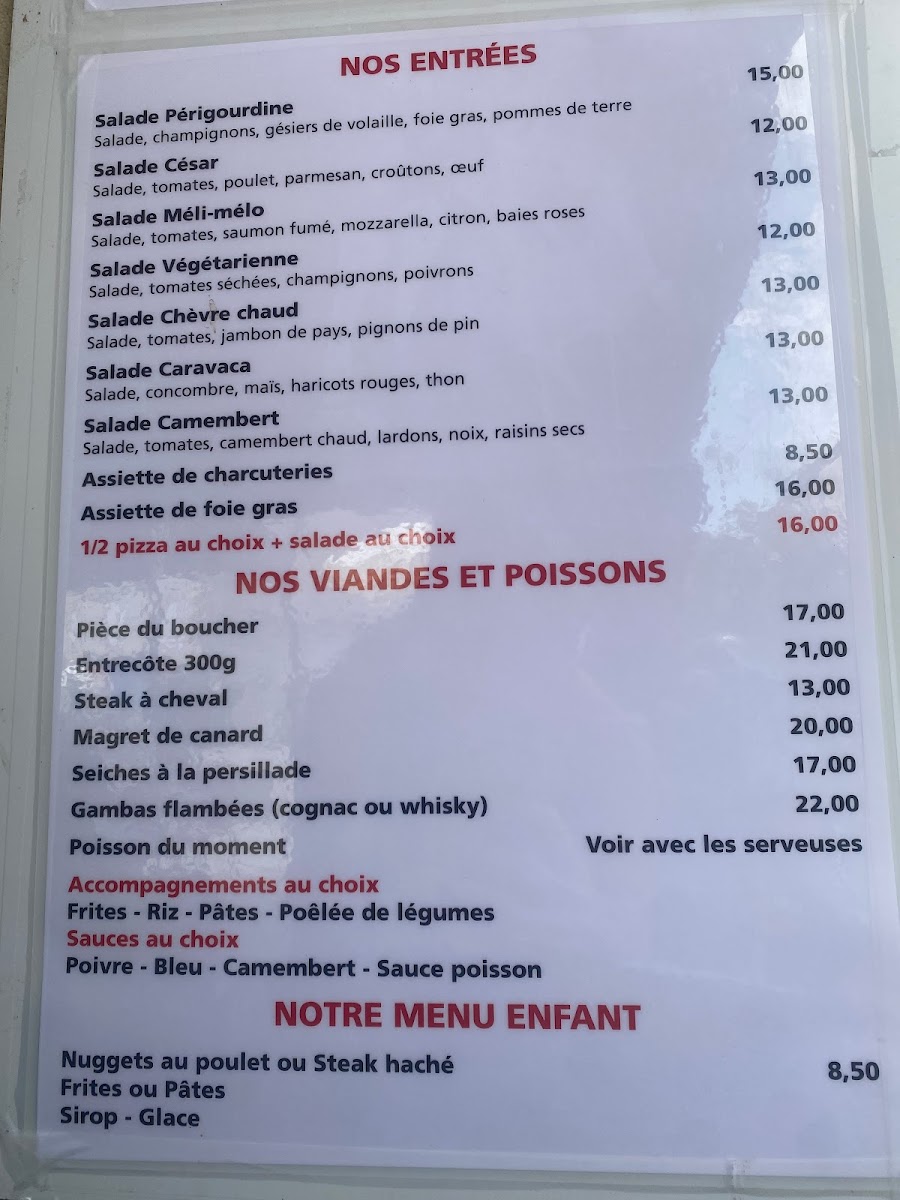 NOS ENTRÉES
Salade Périgourdine 15,00
Salade, champignons, gésiers de volaille, foie gras, pommes de terre
Salade César 12,00
Salade, tomates, poulet, parmesan, croûtons, œuf
Salade Méli-mélo 13,00
Salade, tomates, saumon fumé, mozzarella, citron, baies roses
Salade Végétarienne 12,00
Salade, tomates séchées, champignons, poivrons
Salade Chèvre chaud 13,00
Salade, tomates, jambon de pays, pignons de pin
Salade Caravaca 13,00
Salade, concombre, maïs, haricots rouges, thon
Salade Camembert 13,00
Salade, tomates, camembert chaud, lardons, noix, raisins secs
Assiette de charcuteries 8,50
Assiette de foie gras 16,00
1/2 pizza au choix + salade au choix 16,00
NOS VIANDES ET POISSONS
Pièce du boucher 17,00
Entrecôte 300g 21,00
Steak à cheval 13,00
Magret de canard 20,00
Seiches à la persillade 17,00
Gambas flambées (cognac ou whisky) 22,00
Poisson du moment Voir avec les serveuses
Accompagnements au choix
Frites - Riz - Pâtes - Poêlée de légumes
Sauces au choix
Poivre - Bleu - Camembert - Sauce poisson
NOTRE MENU ENFANT
Nuggets au poulet ou Steak haché 8,50
Frites ou Pâtes
Sirop - Glace